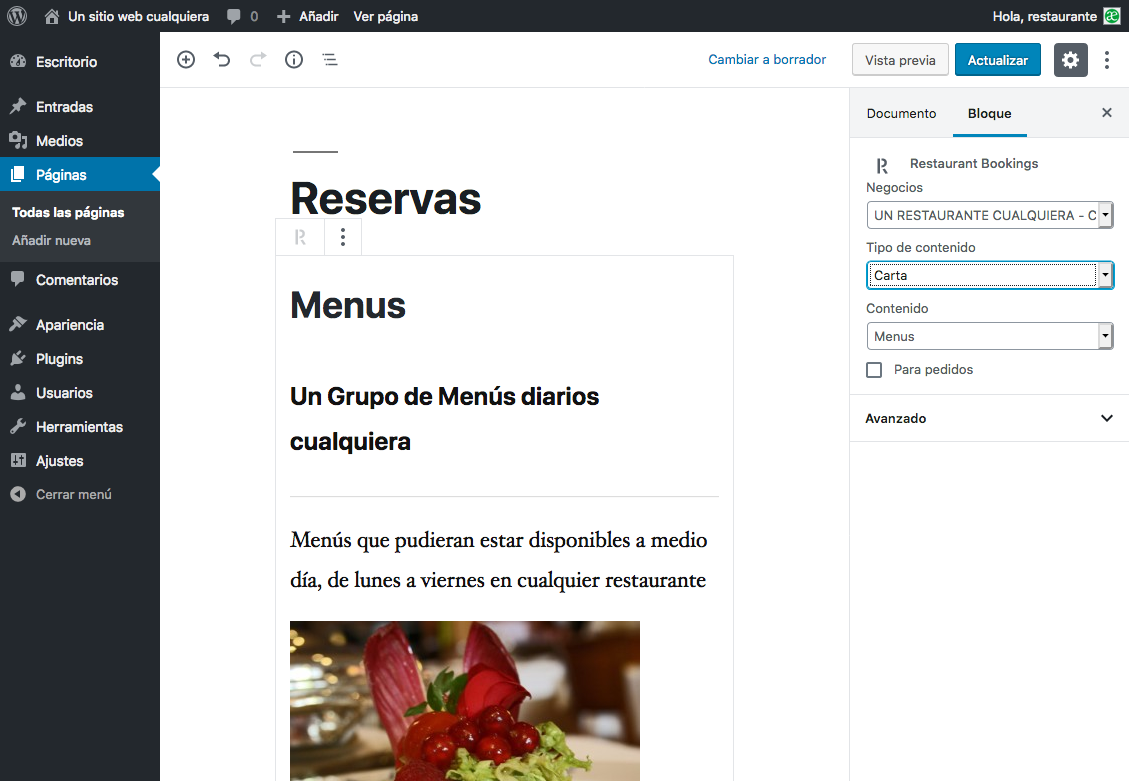 Un sitio web cualquiera 0 Añadir Ver página Hola, restaurante
Escritorio
Entradas
Medios
Páginas
Todas las páginas
Añadir nueva
Comentarios
Apariencia
Plugins
Usuarios
Herramientas
Ajustes
Cerrar menú
Cambiar a borrador Vista previa Actualizar
Reservas
Menus
Un Grupo de Menús diarios
cualquiera
Menús que pudieran estar disponibles a medio
día, de lunes a viernes en cualquier restaurante
Documento Bloque
Restaurant Bookings
Negocios
UN RESTAURANTE CUALQUIERA - C
Tipo de contenido
Carta
Contenido
Menus
Para pedidos
Avanzado